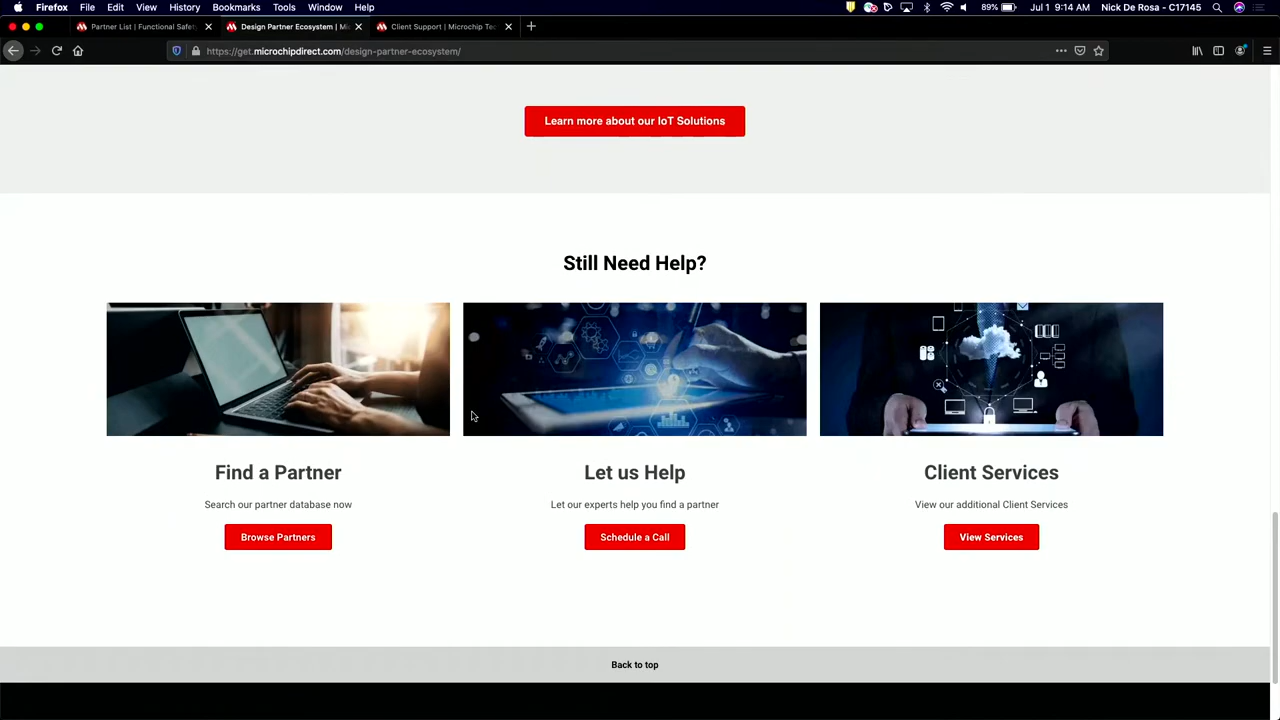 Firefox File Edit View History Bookmarks Tools Window Help 89% Jul 1 9:14 AM Nick De Rosa - C17145
Partner List | Functional Safet Design Partner Ecosystem | Mi Client Support | Microchip Tec
https://get.microchipdirect.com/design-partner-ecosystem/
Learn more about our IoT Solutions
Still Need Help?
Find a Partner Let us Help Client Services
Search our partner database now Let our experts help you find a partner View our additional Client Services
Browse Partners Schedule a Call View Services
Back to top